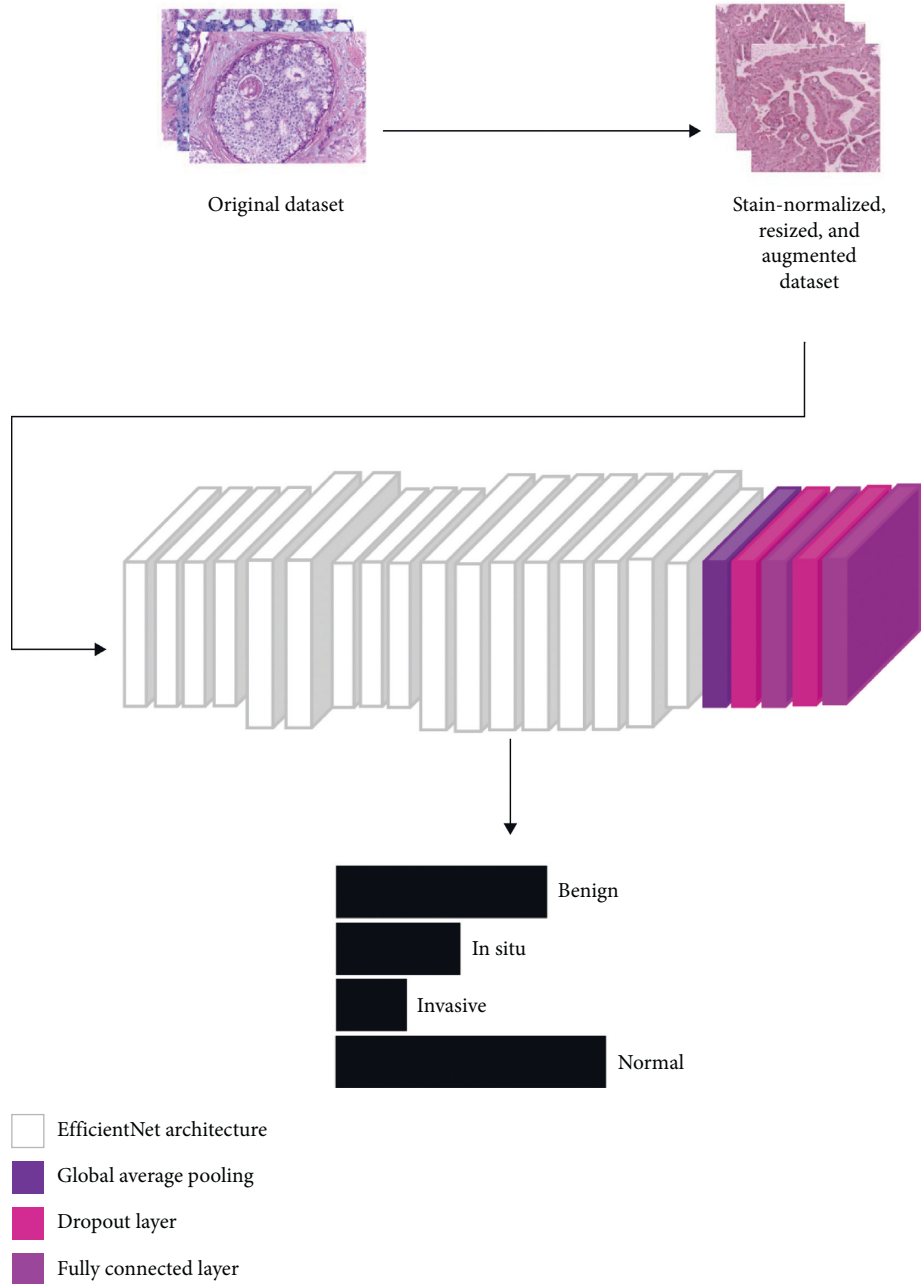 Original dataset
Stain-normalized,
resized, and
augmented
dataset
Benign
In situ
Invasive
Normal
EfficientNet architecture
Global average pooling
Dropout layer
Fully connected layer